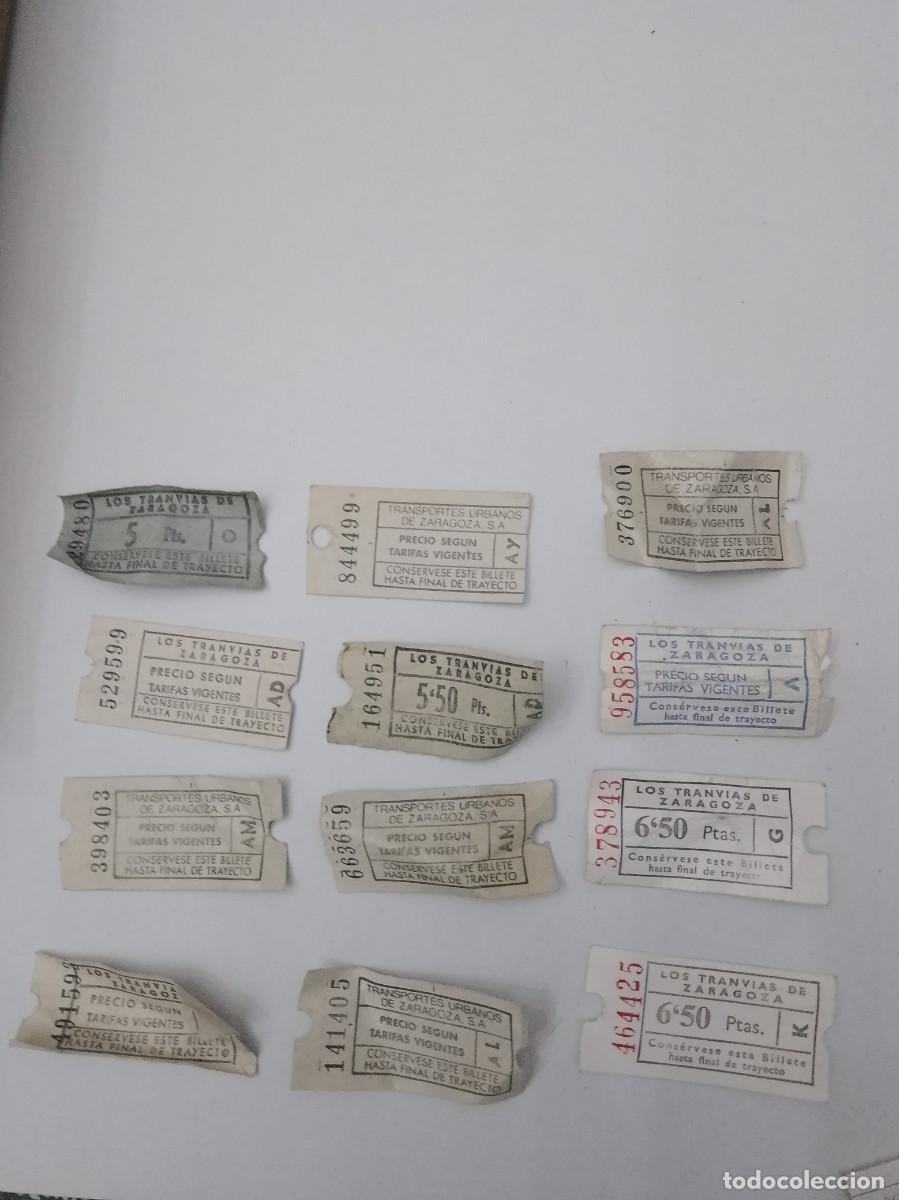 49480
LOS TRANVIAS DE
ZARAGOZA
5 Pts. O
CONSERVESE ESTE BILLETE
HASTA FINAL DE TRAYECTO
844499
TRANSPORTES URBANOS
DE ZARAGOZA, S.A
PRECIO SEGUN
TARIFAS VIGENTES
AY
CONSERVESE ESTE BILLETE
HASTA FINAL DE TRAYECTO
376900
TRANSPORTES URBANOS
DE ZARAGOZA, S.A
PRECIO SEGUN
TARIFAS VIGENTES
AL
CONSERVESE ESTE BILLETE
HASTA FINAL DE TRAYECTO
529599
LOS TRANVIAS DE
ZARAGOZA
PRECIO SEGUN
TARIFAS VIGENTES
AD
CONSERVESE ESTE BILLETE
HASTA FINAL DE TRAYECTO
164951
LOS TRANVIAS DE
ZARAGOZA
5'50 Pts. AD
CONSERVESE ESTE
HASTA FINAL DE
958583
LOS TRANVIAS DE
ZARAGOZA
PRECIO SEGUN
TARIFAS VIGENTES
Consérvese este Billete
hasta final de trayecto
398403
TRANSPORTES URBANOS
DE ZARAGOZA, S.A
PRECIO SEGUN
TARIFAS VIGENTES
AM
CONSERVESE ESTE BILLETE
HASTA FINAL DE TRAYECTO
663659
TRANSPORTES URBANOS
DE ZARAGOZA, S.A
PRECIO SEGUN
TARIFAS VIGENTES
AM
CONSERVESE ESTE BILLETE
HASTA FINAL DE TRAYECTO
378943
LOS TRANVIAS DE
ZARAGOZA
6'50 Ptas. G
Consérvese este Billete
hasta final de trayecto
LOS
PRECIO SEGUN
TARIFAS VIGENTES
CONSERVESE ESTE BILLETE
HASTA FINAL DE TRAYECTO
141405
TRANSPORTES URBANOS
DE ZARAGOZA, S.A
PRECIO SEGUN
TARIFAS VIGENTES
AL
CONSERVESE ESTE BILLETE
HASTA FINAL DE TRAYECTO
464425
LOS TRANVIAS DE
ZARAGOZA
6'50 Ptas. K
Consérvese este Billete
hasta final de trayecto
todocoleccion